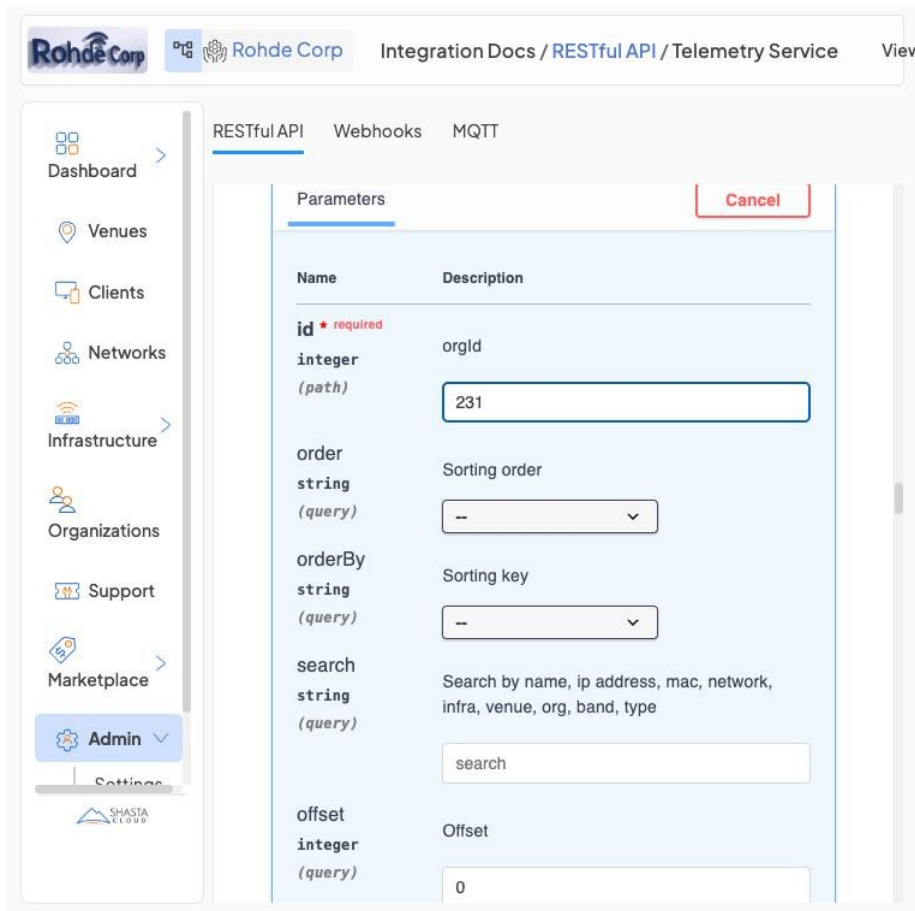 Rohde Corp
Rohde Corp
Integration Docs / RESTful API / Telemetry Service
View
Dashboard
Venues
Clients
Networks
Infrastructure
Organizations
Support
Marketplace
Admin
Settings
SHASTA
CLOUD
RESTful API Webhooks MQTT
Parameters
Cancel
Name Description
id * required
integer
(path)
orgId
231
order
string
(query)
Sorting order
--
orderBy
string
(query)
Sorting key
--
search
string
(query)
Search by name, ip address, mac, network,
infra, venue, org, band, type
search
offset
integer
(query)
Offset
0